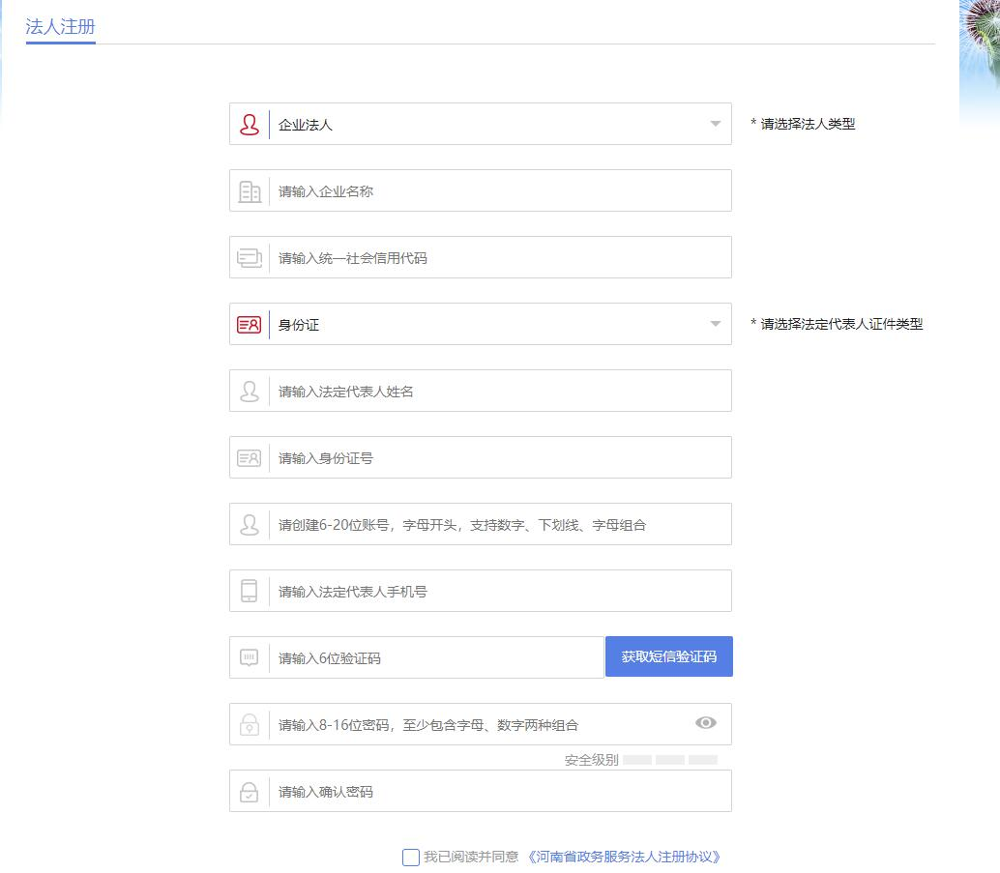 法人注册
企业法人
* 请选择法人类型
请输入企业名称
请输入统一社会信用代码
身份证
* 请选择法定代表人证件类型
请输入法定代表人姓名
请输入身份证号
请创建6-20位账号，字母开头，支持数字、下划线、字母组合
请输入法定代表人手机号
请输入6位验证码
获取短信验证码
请输入8-16位密码，至少包含字母、数字两种组合
安全级别
请输入确认密码
我已阅读并同意 《河南省政务服务法人注册协议》